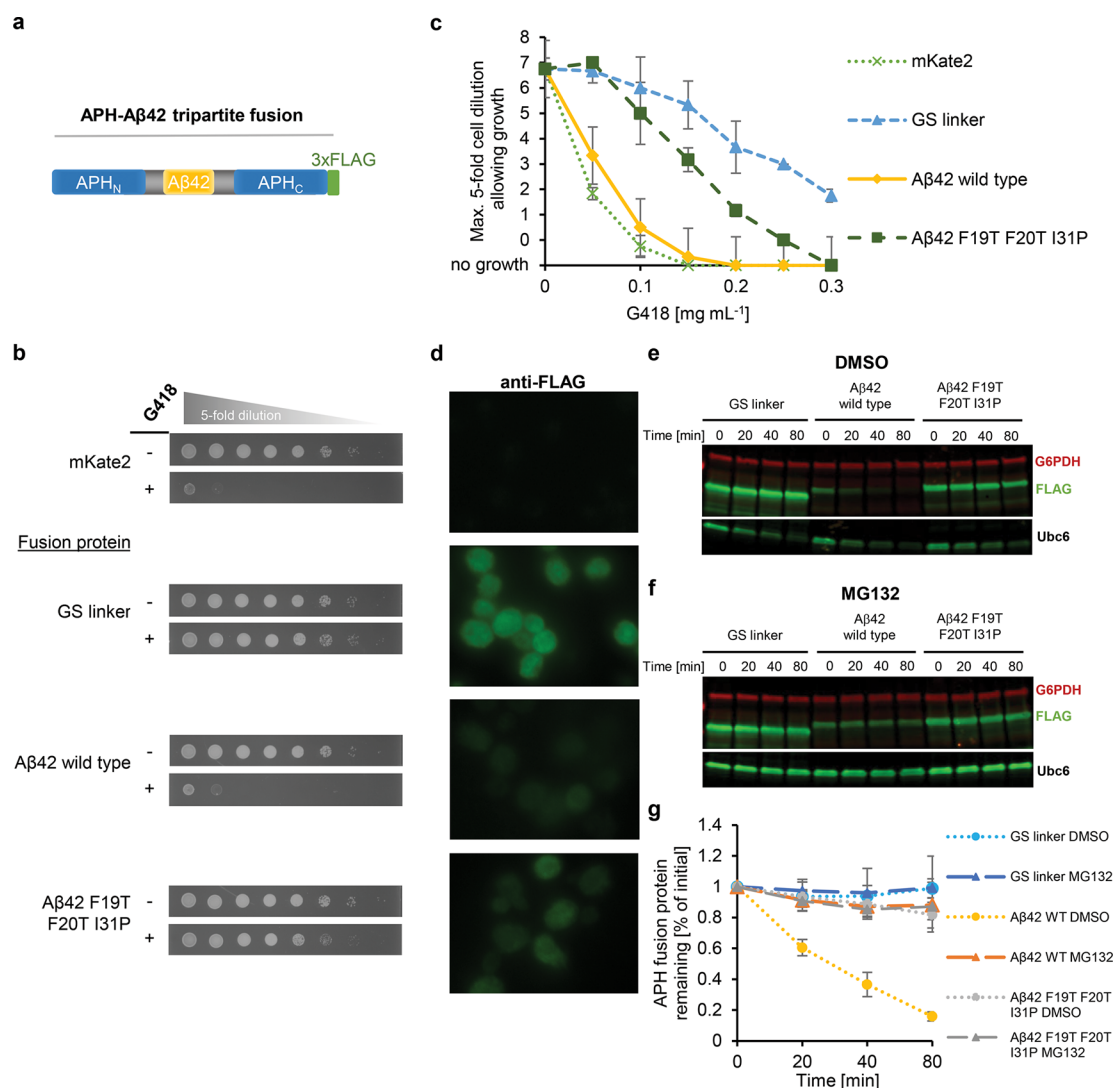 a
APH-Aβ42 tripartite fusion
3xFLAG
APHN
Aβ42
APHC
b
G418
5-fold dilution
mKate2
-
+
Fusion protein
GS linker
-
+
Aβ42 wild type
-
+
Aβ42 F19T
F20T I31P
-
+
c
Max. 5-fold cell dilution
allowing growth
8
7
6
5
4
3
2
1
0
no growth
0
0.1
0.2
0.3
G418 [mg mL-1]
mKate2
GS linker
Aβ42 wild type
Aβ42 F19T F20T I31P
d
anti-FLAG
e
DMSO
GS linker
Aβ42
wild type
Aβ42 F19T
F20T I31P
Time [min]
0 20 40 80 0 20 40 80 0 20 40 80
G6PDH
FLAG
Ubc6
f
MG132
GS linker
Aβ42
wild type
Aβ42 F19T
F20T I31P
Time [min]
0 20 40 80 0 20 40 80 0 20 40 80
G6PDH
FLAG
Ubc6
g
APH fusion protein
remaining [% of initial]
1.4
1.2
1
0.8
0.6
0.4
0.2
0
0 20 40 80
Time [min]
GS linker DMSO
GS linker MG132
Aβ42 WT DMSO
Aβ42 WT MG132
Aβ42 F19T F20T
I31P DMSO
Aβ42 F19T F20T
I31P MG132